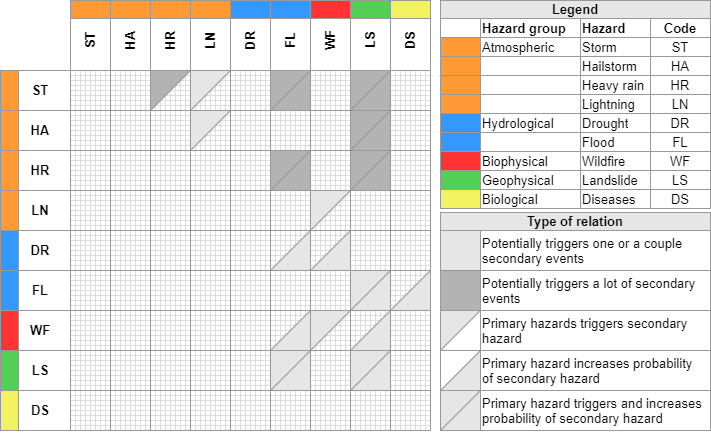 ST HA HR LN DR FL WF LS DS
ST
HA
HR
LN
DR
FL
WF
LS
DS
Legend
Hazard group Hazard Code
Atmospheric Storm ST
Hailstorm HA
Heavy rain HR
Lightning LN
Hydrological Drought DR
Flood FL
Biophysical Wildfire WF
Geophysical Landslide LS
Biological Diseases DS
Type of relation
Potentially triggers one or a couple
secondary events
Potentially triggers a lot of secondary
events
Primary hazards triggers secondary
hazard
Primary hazard increases probability
of secondary hazard
Primary hazard triggers and increases
probability of secondary hazard